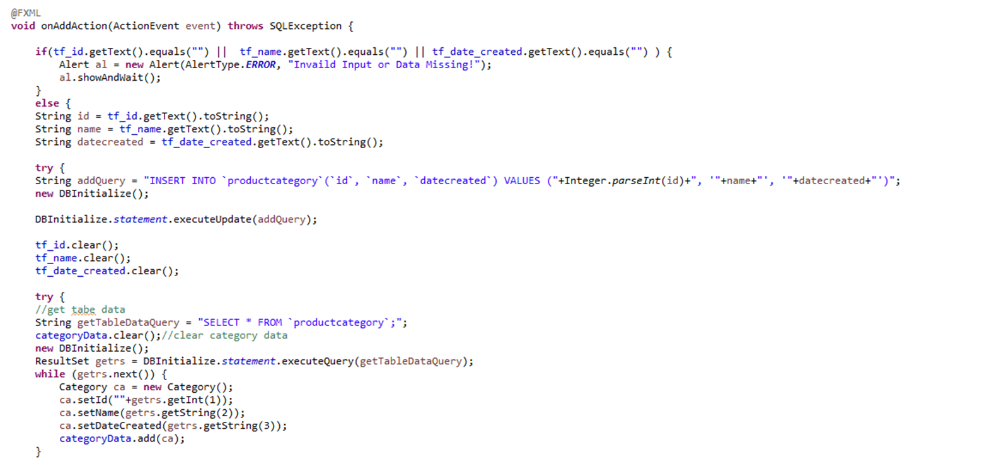 @FXML
void onAddAction(ActionEvent event) throws SQLException {
if(tf_id.getText().equals("") ||  tf_name.getText().equals("") || tf_date_created.getText().equals("") ) {
Alert al = new Alert(AlertType.ERROR, "Invaild Input or Data Missing!");
al.showAndWait();
}
else {
String id = tf_id.getText().toString();
String name = tf_name.getText().toString();
String datecreated = tf_date_created.getText().toString();
try {
String addQuery = "INSERT INTO `productcategory`(`id`, `name`, `datecreated`) VALUES ("+Integer.parseInt(id)+", '"+name+"', '"+datecreated+"')";
new DBInitialize();
DBInitialize.statement.executeUpdate(addQuery);
tf_id.clear();
tf_name.clear();
tf_date_created.clear();
try {
//get tabe data
String getTableDataQuery = "SELECT * FROM `productcategory`;";
categoryData.clear();//clear category data
new DBInitialize();
ResultSet getrs = DBInitialize.statement.executeQuery(getTableDataQuery);
while (getrs.next()) {
Category ca = new Category();
ca.setId(""+getrs.getInt(1));
ca.setName(getrs.getString(2));
ca.setDateCreated(getrs.getString(3));
categoryData.add(ca);
}